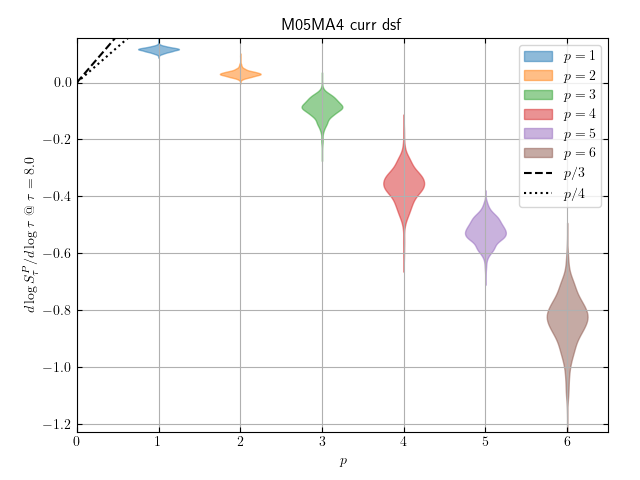 M05MA4 curr dsf
d log S_τ^P / d log τ @ τ = 8.0
0.0
−0.2
−0.4
−0.6
−0.8
−1.0
−1.2
0 1 2 3 4 5 6
p
p = 1
p = 2
p = 3
p = 4
p = 5
p = 6
p/3
p/4